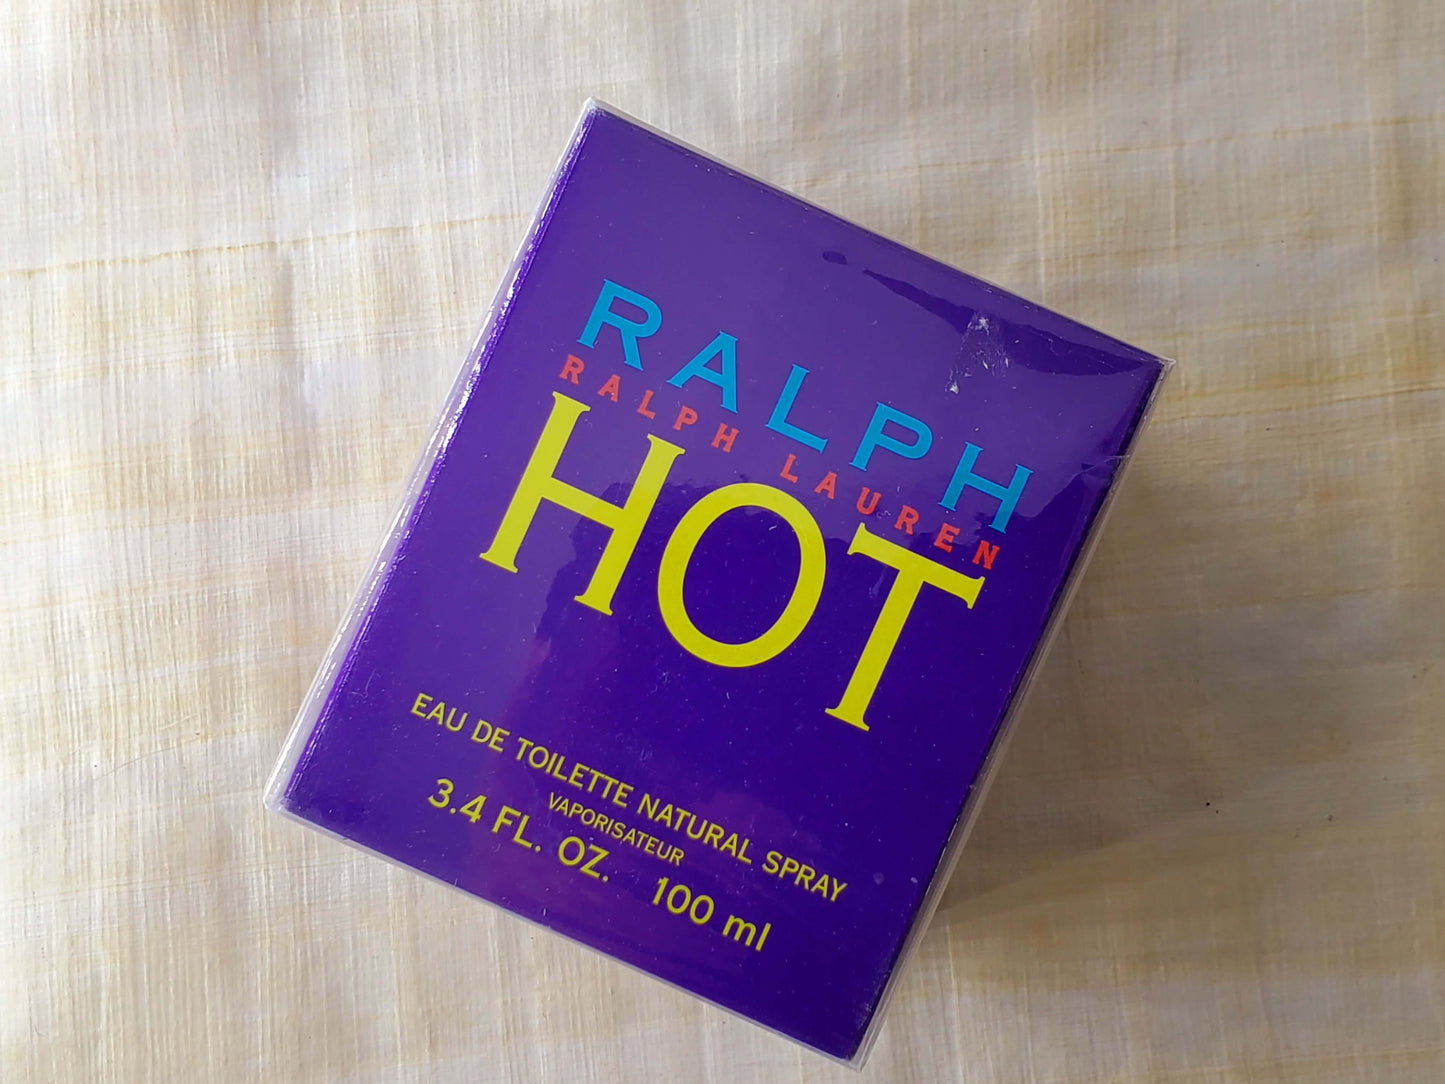 RALPH
RALPH LAUREN
HOT
EAU DE TOILETTE NATURAL SPRAY
VAPORISATEUR
3.4 FL. OZ. 100 ml